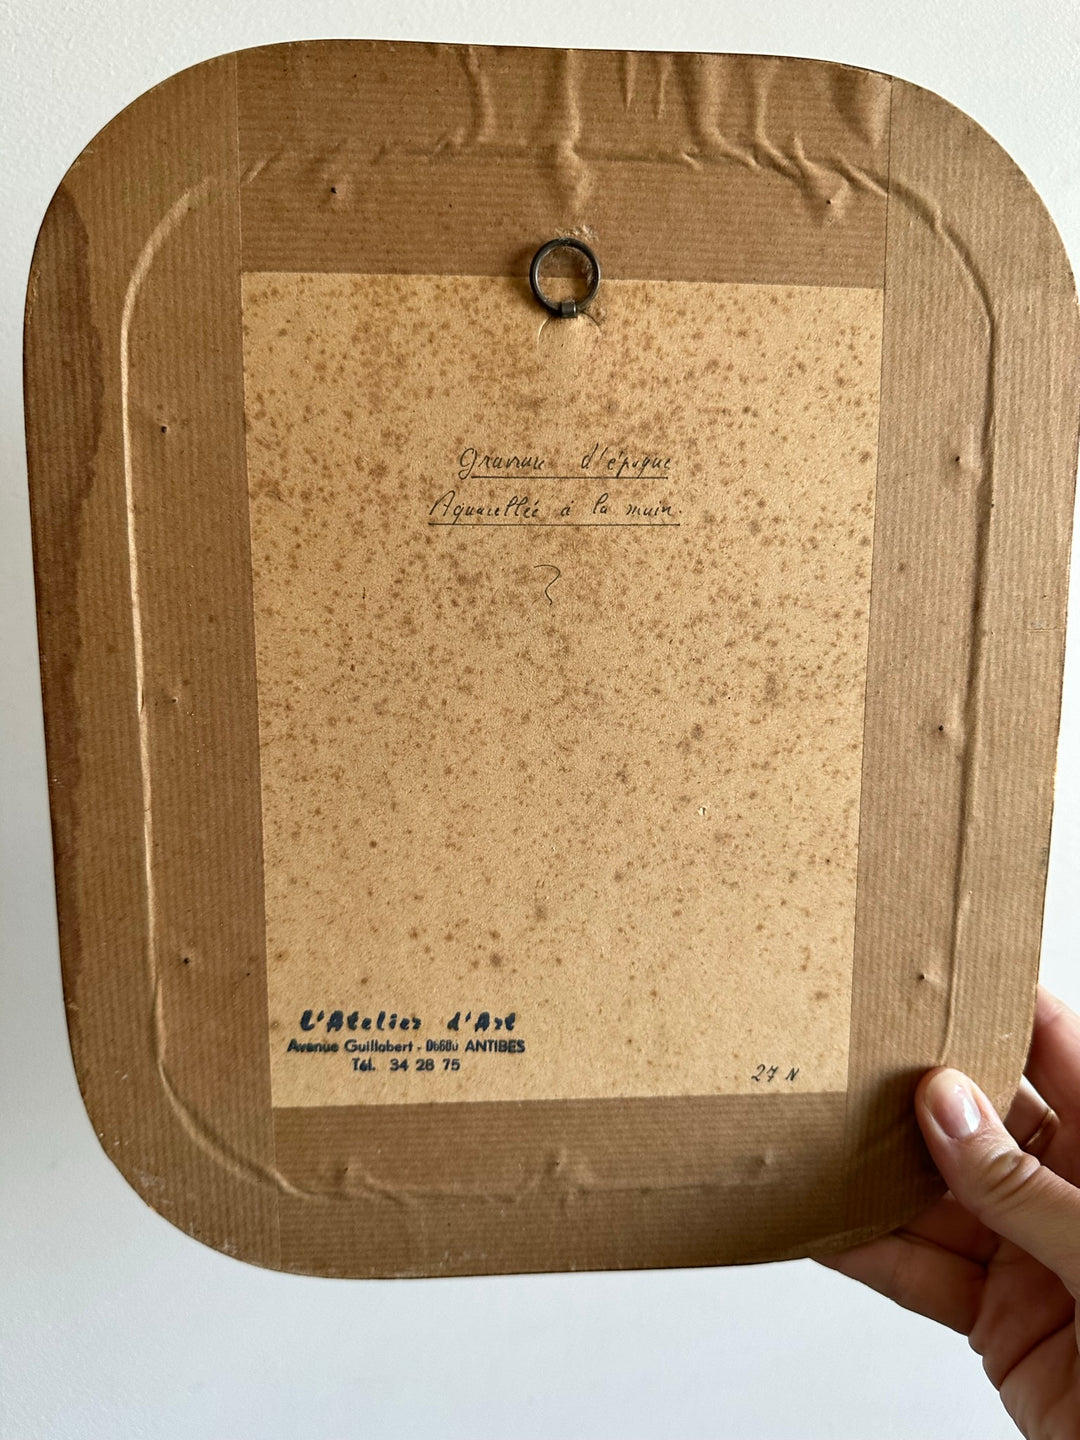 Gravure d'époque
Aquarellée à la main.
L'Atelier d'Art
Avenue Guillabert - 06600 ANTIBES
Tél. 34 28 75
27 N